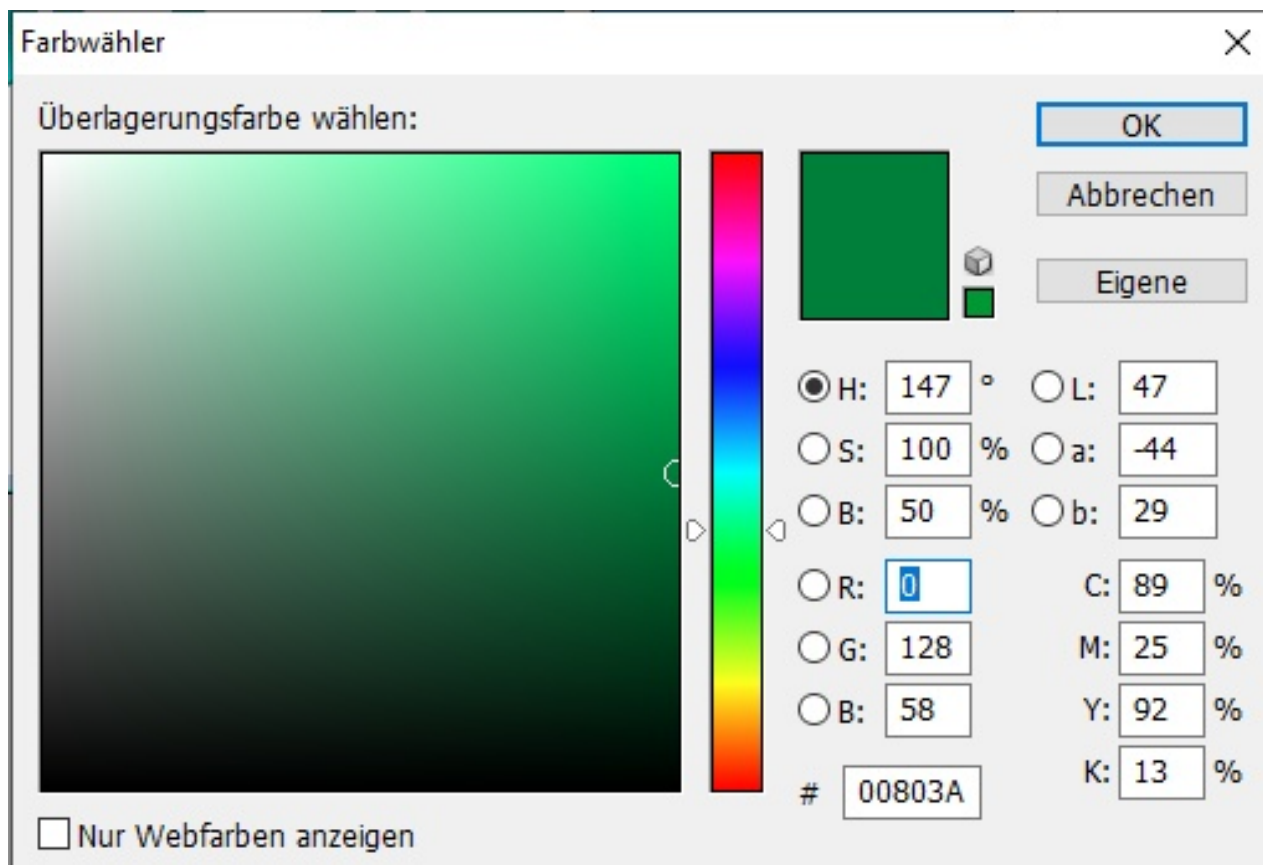 Farbwähler
Überlagerungsfarbe wählen:
OK
Abbrechen
Eigene
H: 147 ° L: 47
S: 100 % a: -44
B: 50 % b: 29
R: 0 C: 89 %
G: 128 M: 25 %
B: 58 Y: 92 %
# 00803A K: 13 %
Nur Webfarben anzeigen